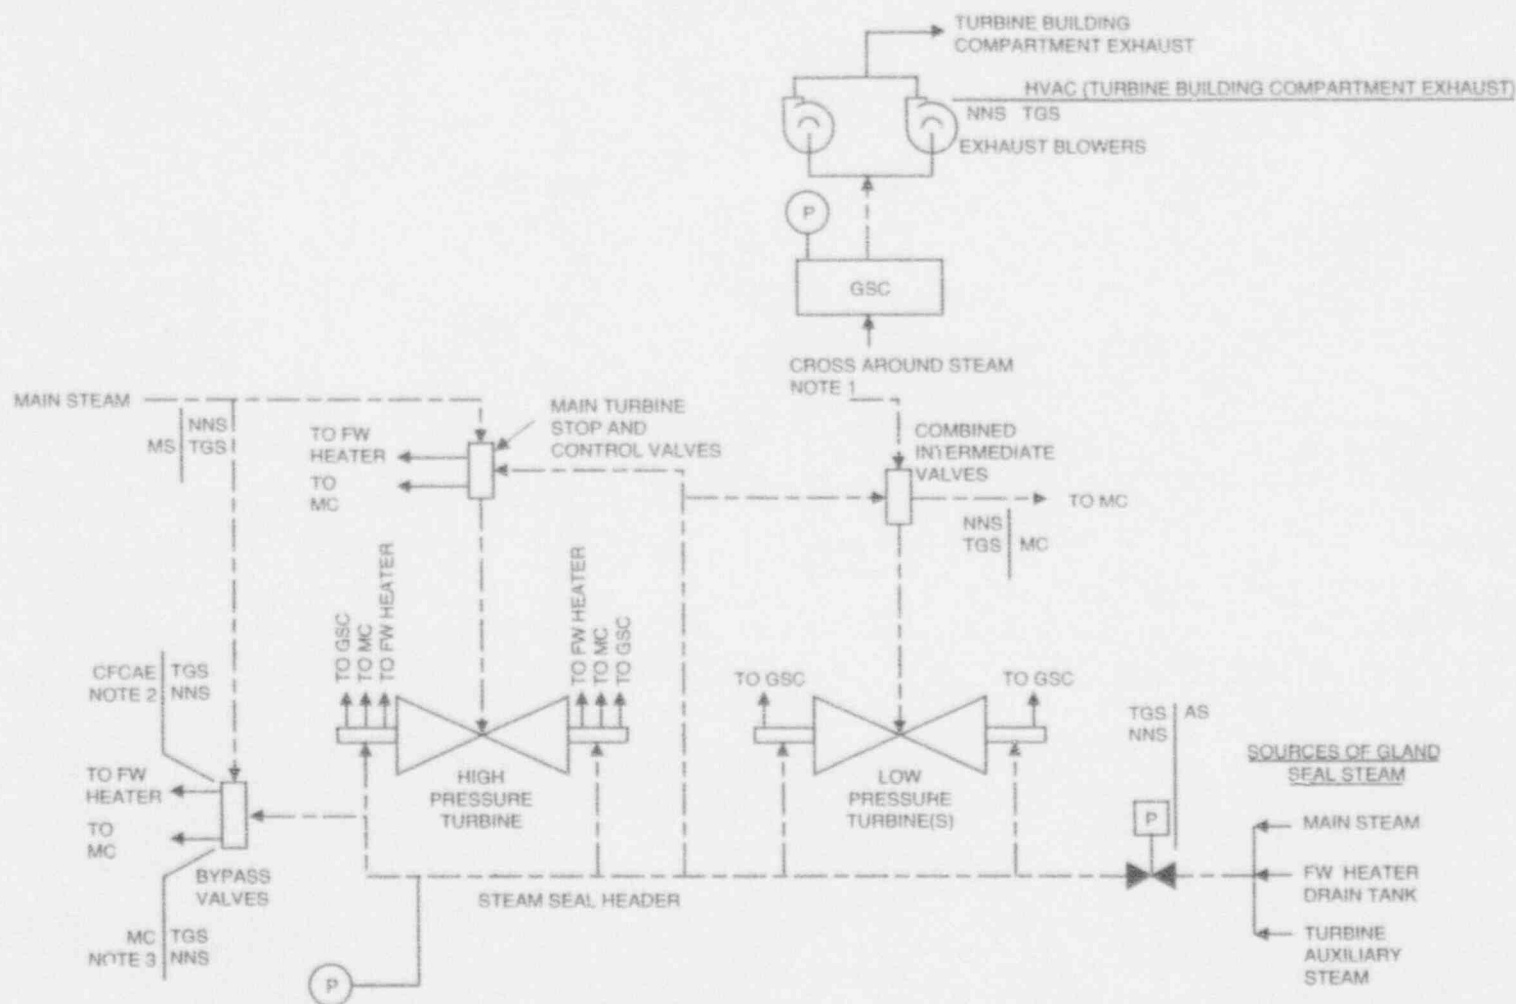 TURBINE BUILDING
COMPARTMENT EXHAUST
HVAC (TURBINE BUILDING COMPARTMENT EXHAUST)
NNS TGS
EXHAUST BLOWERS
P
GSC
CROSS AROUND STEAM
NOTE 1
MAIN STEAM
NNS
MS TGS
TO FW
HEATER
TO
MC
MAIN TURBINE
STOP AND
CONTROL VALVES
COMBINED
INTERMEDIATE
VALVES
TO MC
NNS
TGS MC
TO GSC
TO MC
TO FW HEATER
TO FW HEATER
TO MC
TO GSC
TO GSC
TO GSC
CFCAE TGS
NOTE 2 NNS
TGS AS
NNS
SOURCES OF GLAND
SEAL STEAM
TO FW
HEATER
TO
MC
HIGH
PRESSURE
TURBINE
LOW
PRESSURE
TURBINE(S)
P
MAIN STEAM
FW HEATER
DRAIN TANK
TURBINE
AUXILIARY
STEAM
BYPASS
VALVES
STEAM SEAL HEADER
MC TGS
NOTE 3 NNS
P